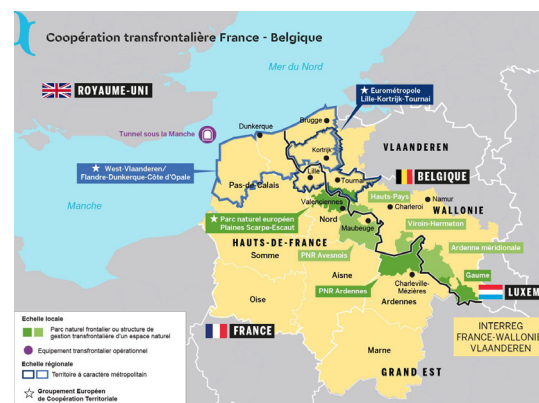 Coopération transfrontalière France - Belgique
Mer du Nord
ROYAUME-UNI
Eurométropole
Lille-Kortrijk-Tournai
Brugge
Dunkerque
Tunnel sous la Manche
VLAANDEREN
Kortrijk
West-Vlaanderen/
Flandre-Dunkerque-Côte d'Opale
Lille
Tournai
BELGIQUE
Pas-de-Calais
Hauts-Pays
Namur
Manche
Valenciennes
Charleroi
WALLONIE
Parc naturel européen
Plaines Scarpe-Escaut
Nord
Maubeuge
Viroin-Hermeton
HAUTS-DE-FRANCE
Ardenne méridionale
Somme
PNR Avesnois
Aisne
Gaume
PNR Ardennes
Charleville-
Mézières
LUXEM
Oise
Ardennes
Echelle locale
Parc naturel frontalier ou structure de
gestion transfrontalière d'un espace naturel
Equipement transfrontalier opérationnel
Echelle régionale
Territoire à caractère métropolitain
Groupement Européen
de Coopération Territoriale
FRANCE
INTERREG
FRANCE-WALLONIE
VLAANDEREN
Marne
GRAND EST